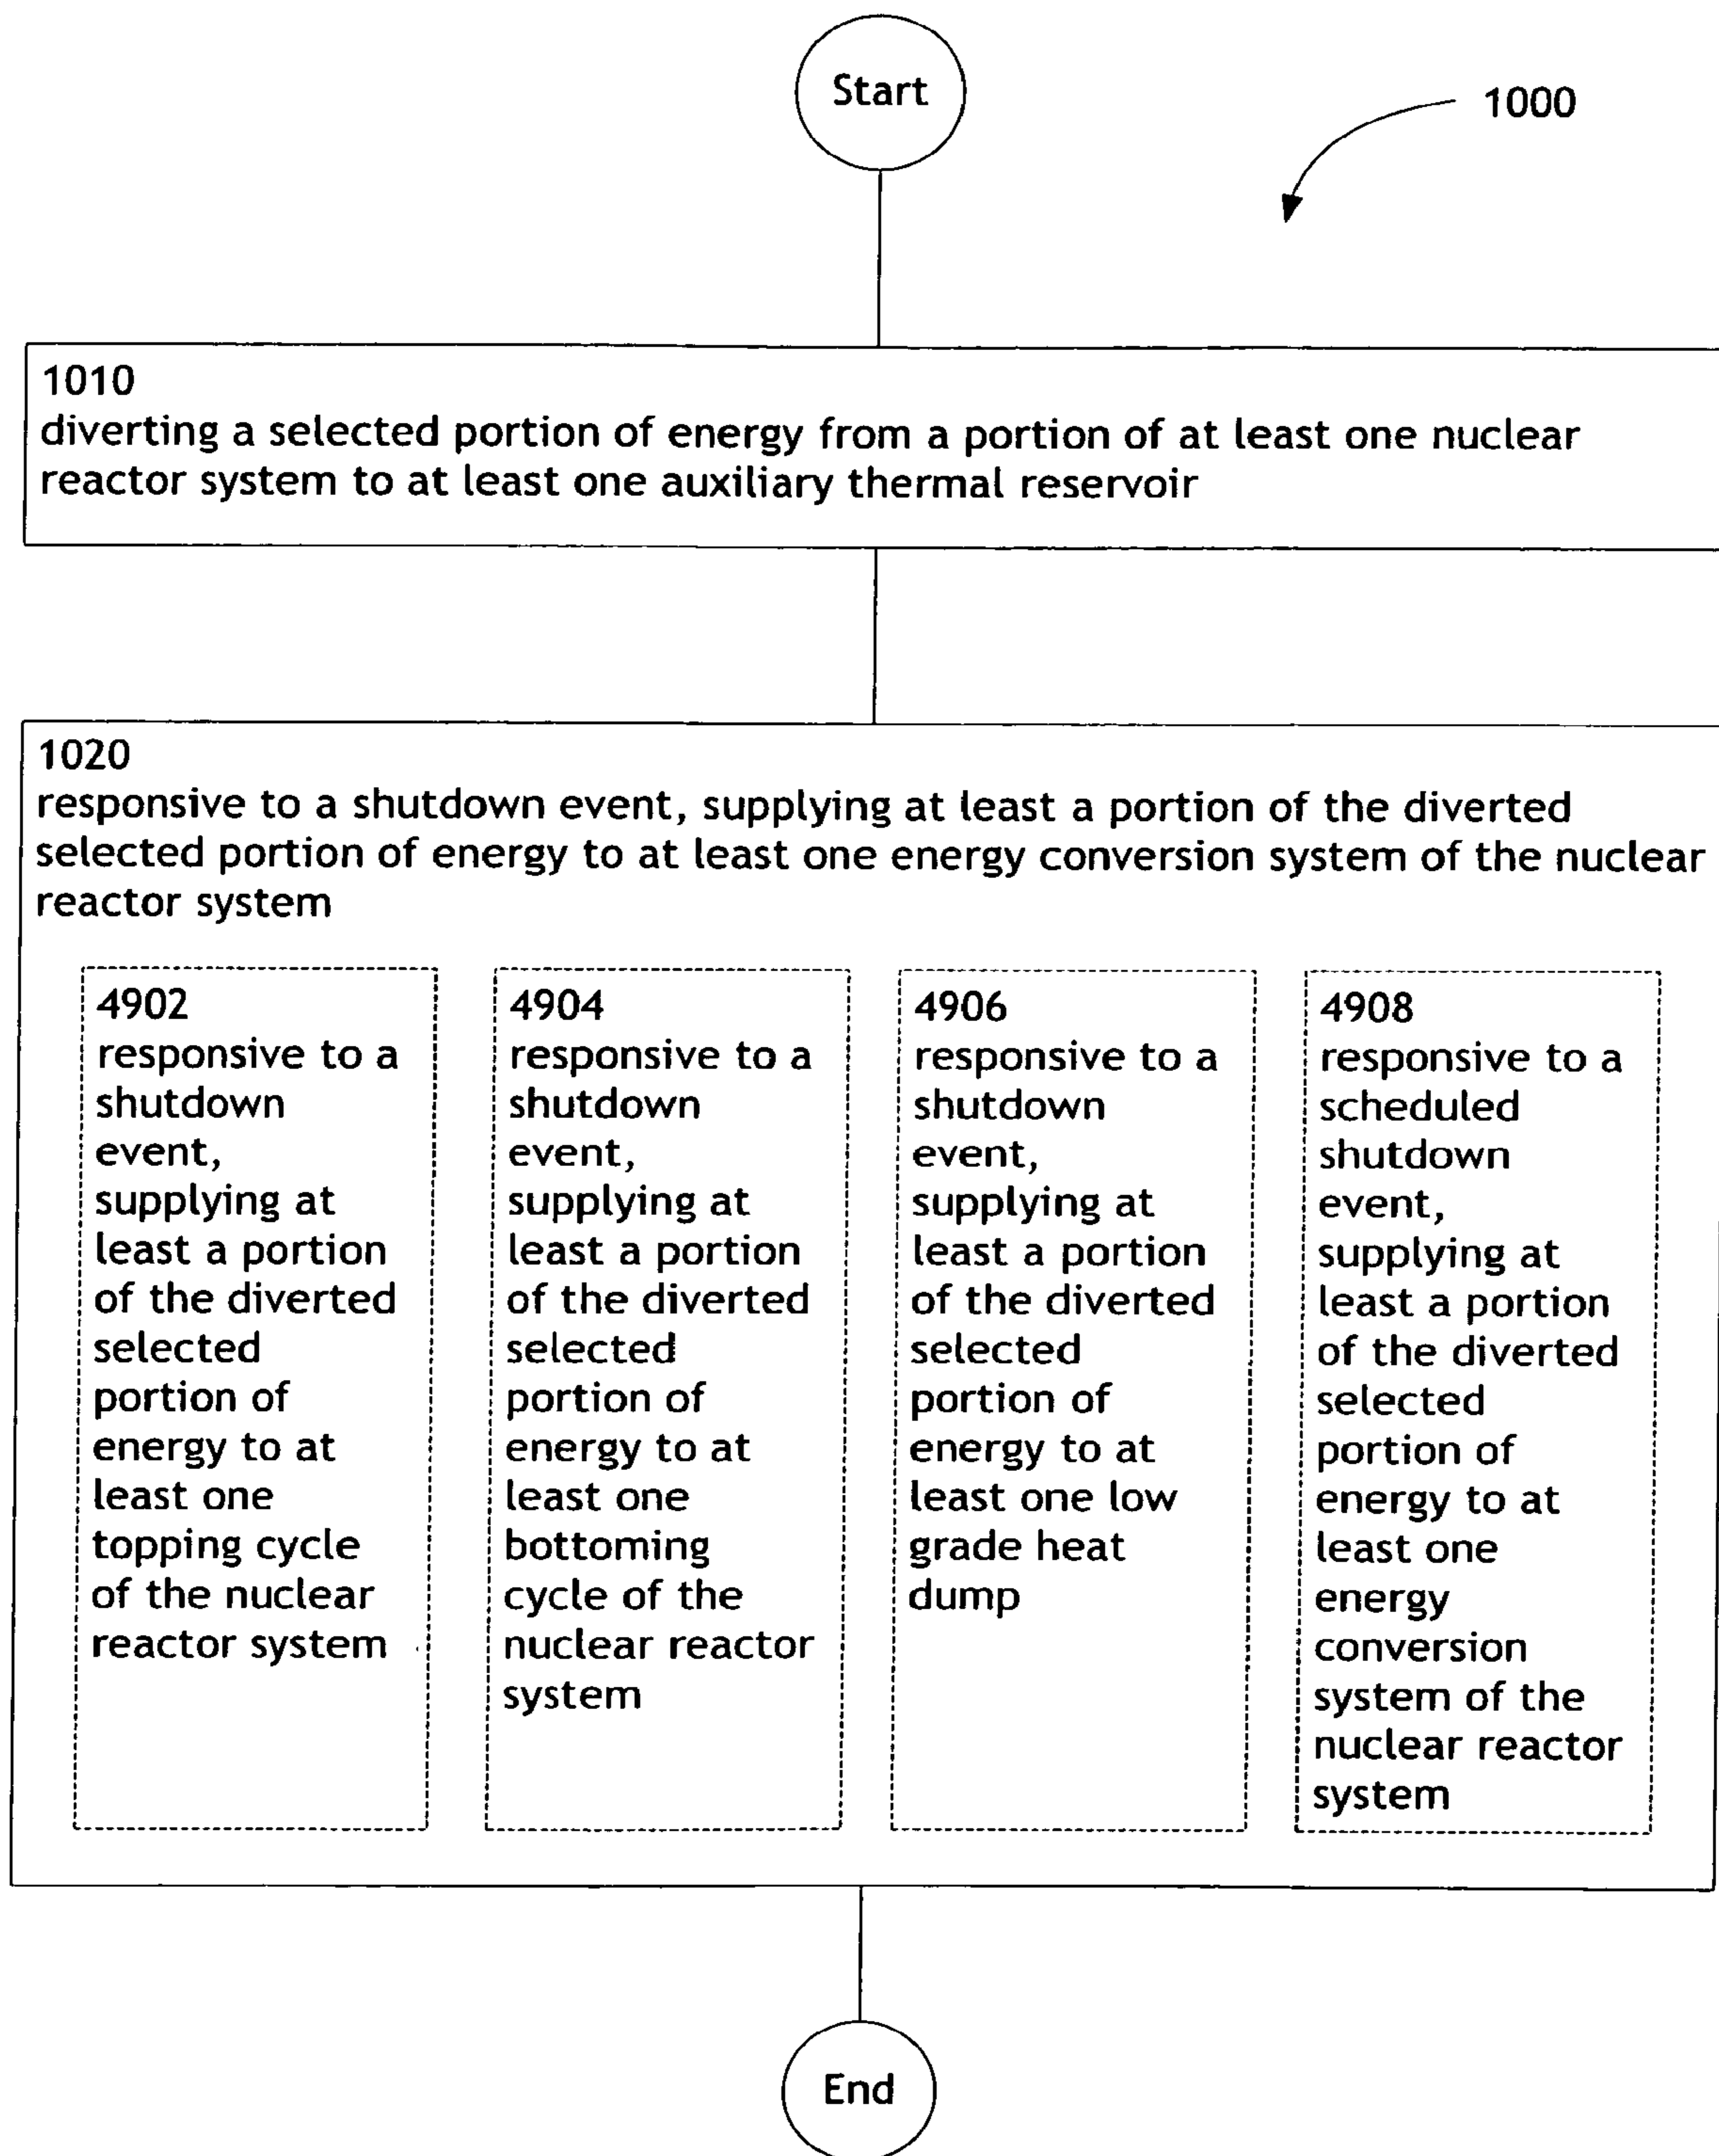 Start
1000
1010
diverting a selected portion of energy from a portion of at least one nuclear
reactor system to at least one auxiliary thermal reservoir
1020
responsive to a shutdown event, supplying at least a portion of the diverted
selected portion of energy to at least one energy conversion system of the nuclear
reactor system
4902
responsive to a
shutdown
event,
supplying at
least a portion
of the diverted
selected
portion of
energy to at
least one
topping cycle
of the nuclear
reactor system
4904
responsive to a
shutdown
event,
supplying at
least a portion
of the diverted
selected
portion of
energy to at
least one
bottoming
cycle of the
nuclear reactor
system
4906
responsive to a
shutdown
event,
supplying at
least a portion
of the diverted
selected
portion of
energy to at
least one low
grade heat
dump
4908
responsive to a
scheduled
shutdown
event,
supplying at
least a portion
of the diverted
selected
portion of
energy to at
least one
energy
conversion
system of the
nuclear reactor
system
End